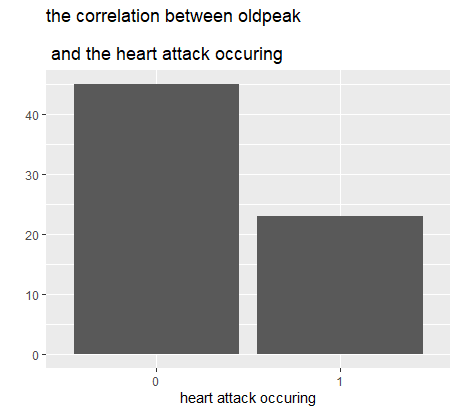 the correlation between oldpeak
and the heart attack occuring
40
30
20
10
0
0 1
heart attack occuring